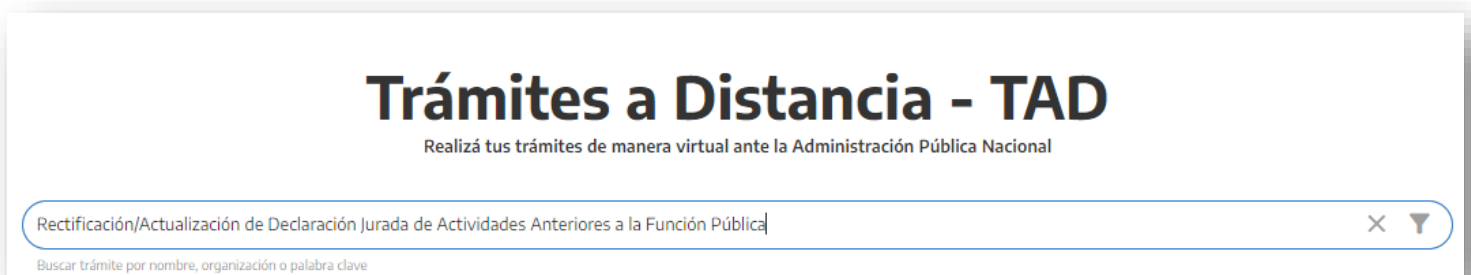 Trámites a Distancia - TAD
Realizá tus trámites de manera virtual ante la Administración Pública Nacional
Rectificación/Actualización de Declaración Jurada de Actividades Anteriores a la Función Pública
Buscar trámite por nombre, organización o palabra clave